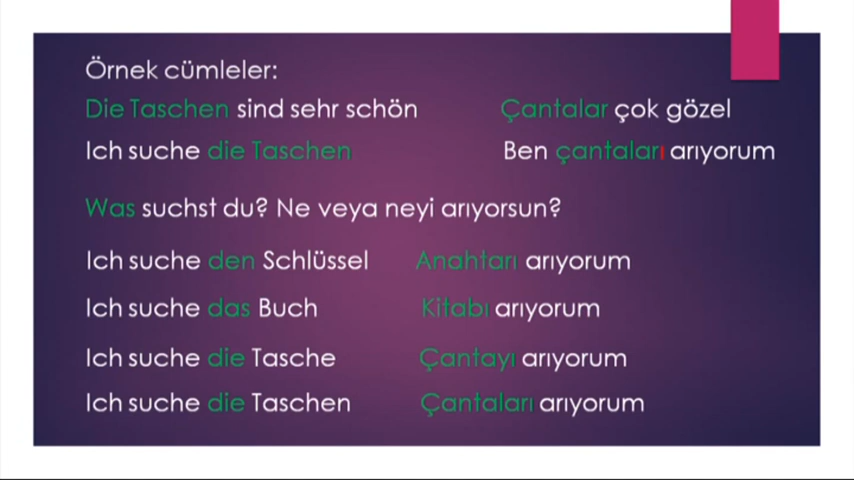 Örnek cümleler:
Die Taschen sind sehr schön Çantalar çok gözel
Ich suche die Taschen Ben çantaları arıyorum
Was suchst du? Ne veya neyi arıyorsun?
Ich suche den Schlüssel Anahtarı arıyorum
Ich suche das Buch Kitabı arıyorum
Ich suche die Tasche Çantayı arıyorum
Ich suche die Taschen Çantaları arıyorum